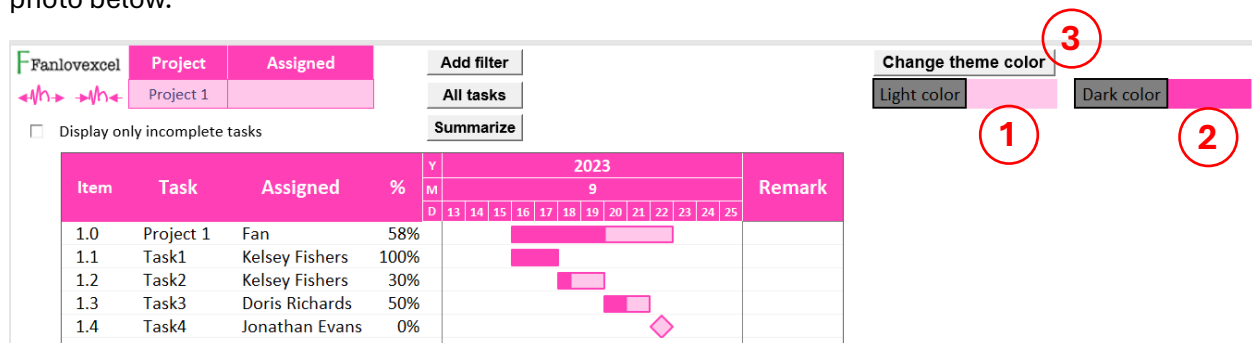 photo below.
Fanlovexcel Project Assigned Add filter Change theme color 3
Project 1 All tasks Light color 1 Dark color 2
Display only incomplete tasks Summarize
Item Task Assigned % Y 2023 Remark
M 9
D 13 14 15 16 17 18 19 20 21 22 23 24 25
1.0 Project 1 Fan 58%
1.1 Task1 Kelsey Fishers 100%
1.2 Task2 Kelsey Fishers 30%
1.3 Task3 Doris Richards 50%
1.4 Task4 Jonathan Evans 0%